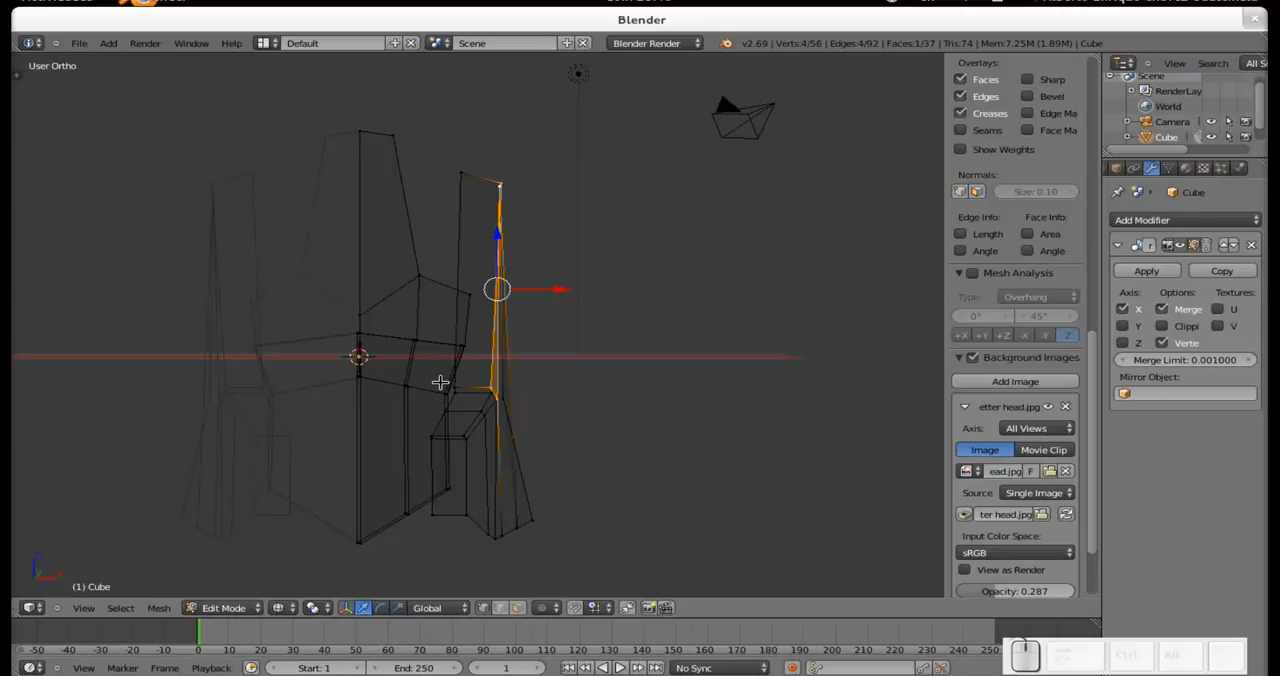 Blender
File Add Render Window Help Default Scene Blender Render v2.69 | Verts:4/56 | Edges:4/92 | Faces:1/37 | Tris:74 | Mem:7.25M (1.89M) | Cube
View Search All S
User Ortho
Overlays:
Faces Sharp
Edges Bevel
Creases Edge Ma
Seams Face Ma
Show Weights
Normals:
Size: 0.10
Edge Info: Face Info:
Length Area
Angle Angle
Mesh Analysis
Type: Overhang
0° 45°
+X +Y +Z -X -Y Z
Background Images
Add Image
etter head.jpg
Axis: All Views
Image Movie Clip
ead.jpg F
Source: Single Image
ter head.jpg
Input Color Space:
sRGB
View as Render
Opacity: 0.287
Scene
RenderLay
World
Camera
Cube
Cube
Add Modifier
r
Apply Copy
Axis: Options: Textures:
X Merge U
Y Clippi V
Z Verte
Merge Limit: 0.001000
Mirror Object:
(1) Cube
View Select Mesh Edit Mode Global
-50 -40 -30 -20 -10 0 10 20 30 40 50 60 70 80 90 100 110 120 130 140 150 160 170 180 190 200 210 220 230 240 250
View Marker Frame Playback Start: 1 End: 250 1 No Sync
Ctrl